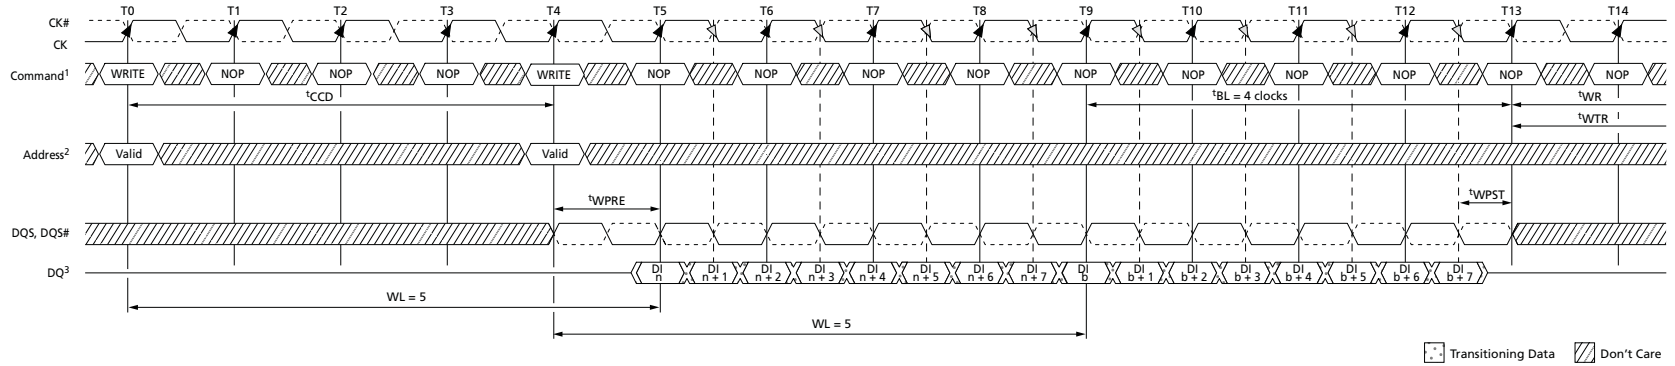 T0 T1 T2 T3 T4 T5 T6 T7 T8 T9 T10 T11 T12 T13 T14
CK#
CK
Command1 WRITE NOP NOP NOP WRITE NOP NOP NOP NOP NOP NOP NOP NOP NOP NOP
tCCD tBL = 4 clocks tWR
tWTR
Address2 Valid Valid
tWPRE tWPST
DQS, DQS#
DQ3 DI n DI n + 1 DI n + 2 DI n + 3 DI n + 4 DI n + 5 DI n + 6 DI n + 7 DI b DI b + 1 DI b + 2 DI b + 3 DI b + 4 DI b + 5 DI b + 6 DI b + 7
WL = 5
WL = 5
Transitioning Data Don't Care